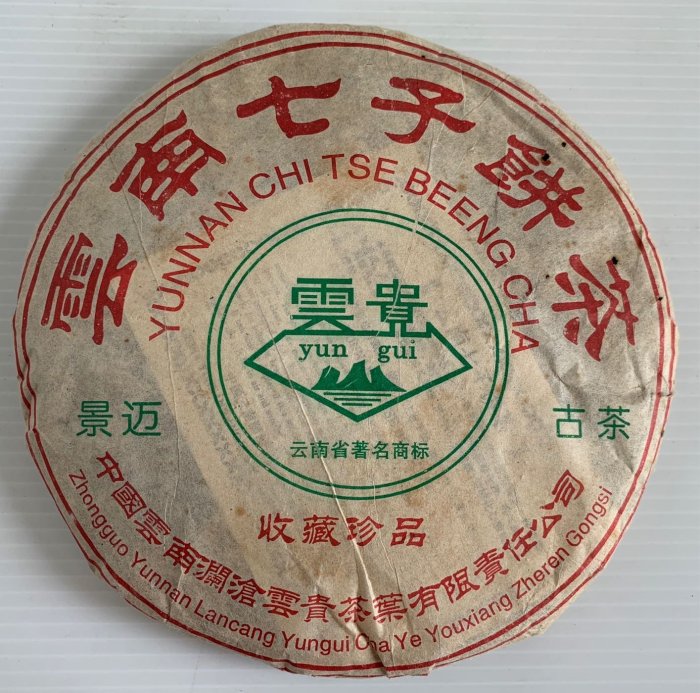 雲南七子餅茶
YUNNAN CHI TSE BEENG CHA
雲貴
yun gui
景迈
古茶
云南省著名商标
收藏珍品
中國雲南瀾滄雲貴茶葉有限責任公司
Zhongguo Yunnan Lancang Yungui Cha Ye Youxiang Zheren Gongsi